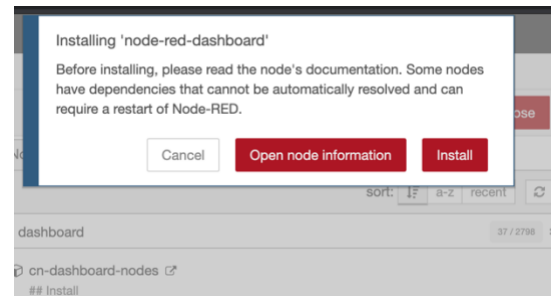 Installing 'node-red-dashboard'
Before installing, please read the node's documentation. Some nodes
have dependencies that cannot be automatically resolved and can
require a restart of Node-RED.
Cancel
Open node information
Install
sort:
a-z
recent
dashboard
37 / 2798
cn-dashboard-nodes
## Install